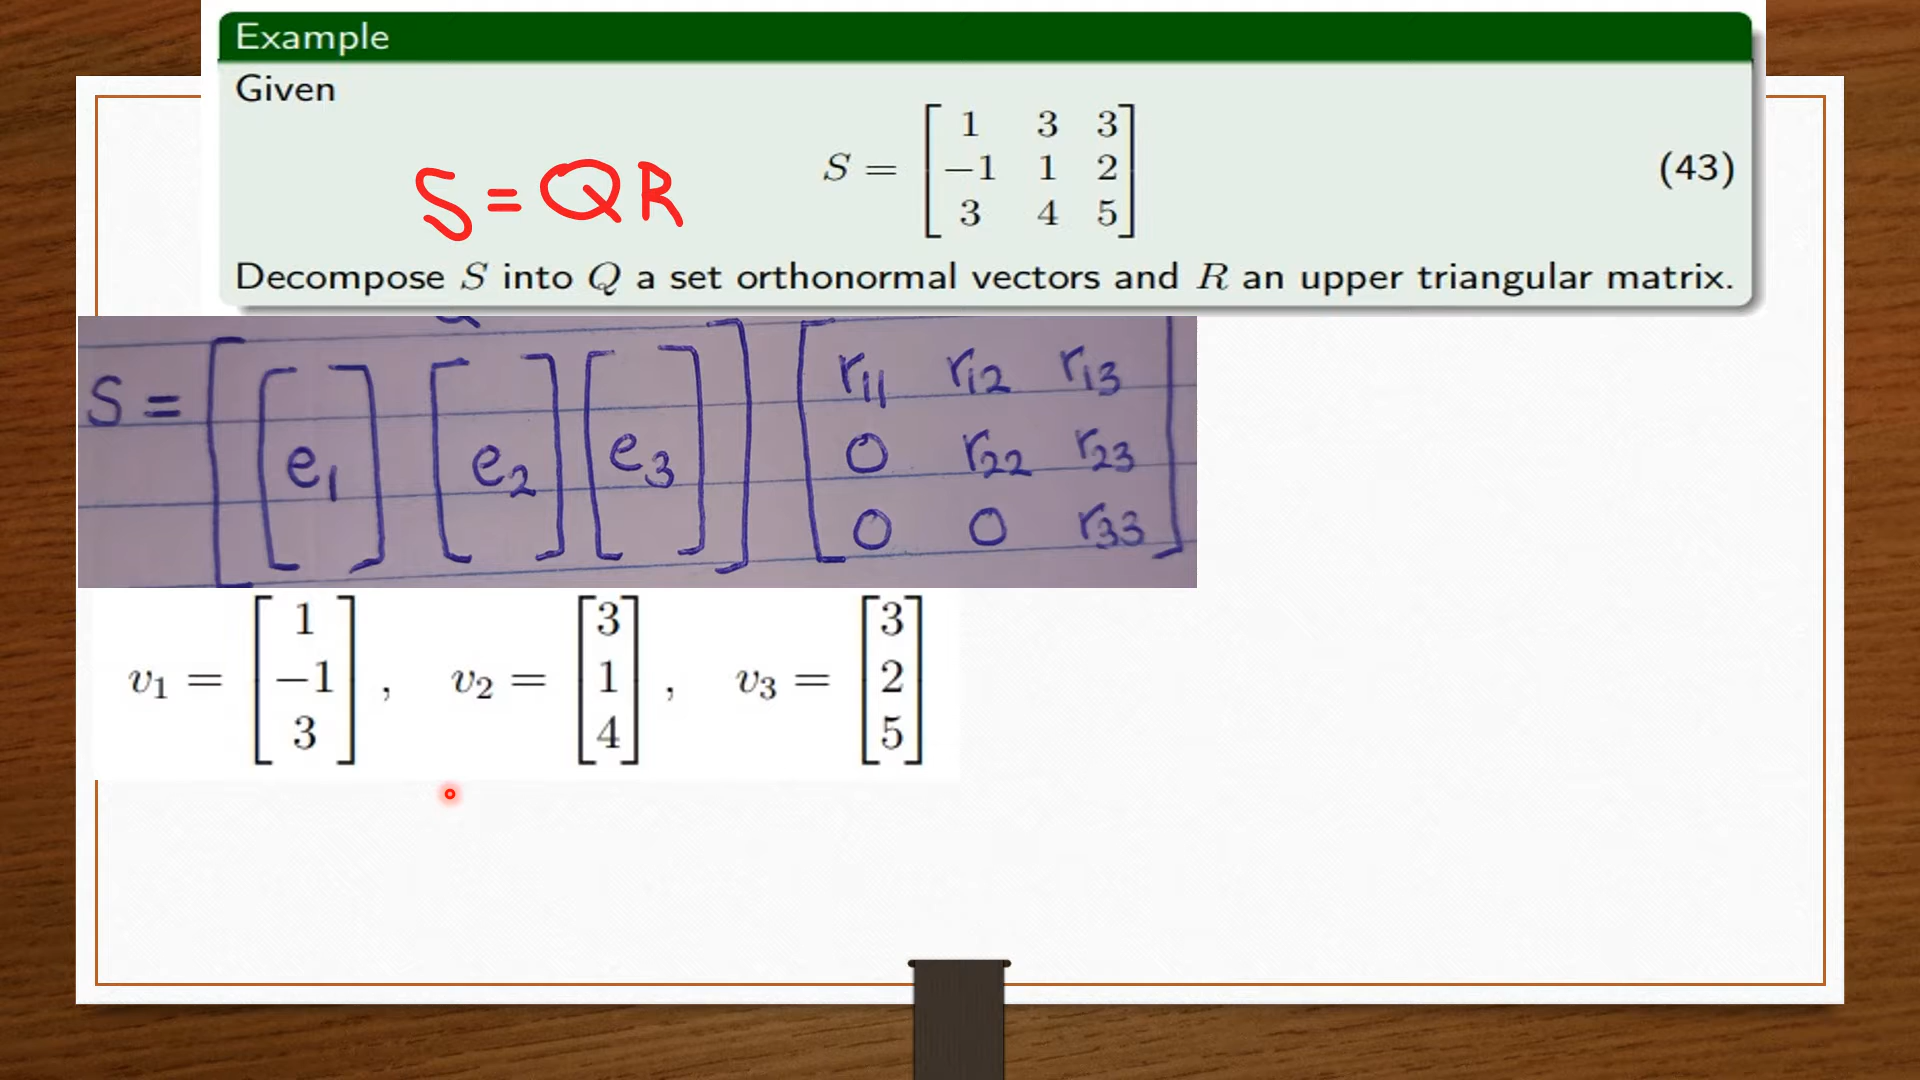 Example
Given
S = [1 3 3
−1 1 2
3 4 5] (43)
S = Q R
Decompose S into Q a set orthonormal vectors and R an upper triangular matrix.
S = [[e1] [e2] [e3]] [r11 r12 r13
0 r22 r23
0 0 r33]
v1 = [1
−1
3] , v2 = [3
1
4] , v3 = [3
2
5]